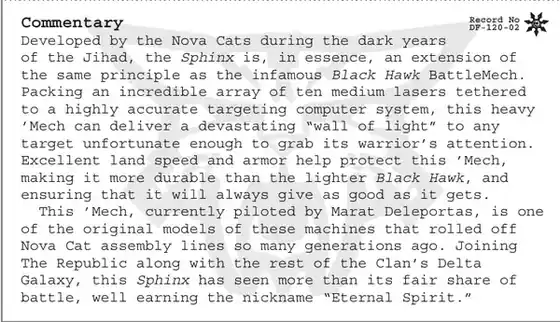 Commentary
Record No
DF-120-02
Developed by the Nova Cats during the dark years
of the Jihad, the Sphinx is, in essence, an extension of
the same principle as the infamous Black Hawk BattleMech.
Packing an incredible array of ten medium lasers tethered
to a highly accurate targeting computer system, this heavy
’Mech can deliver a devastating “wall of light” to any
target unfortunate enough to grab its warrior’s attention.
Excellent land speed and armor help protect this ’Mech,
making it more durable than the lighter Black Hawk, and
ensuring that it will always give as good as it gets.
This ’Mech, currently piloted by Marat Deleportas, is one
of the original models of these machines that rolled off
Nova Cat assembly lines so many generations ago. Joining
The Republic along with the rest of the Clan’s Delta
Galaxy, this Sphinx has seen more than its fair share of
battle, well earning the nickname “Eternal Spirit.”